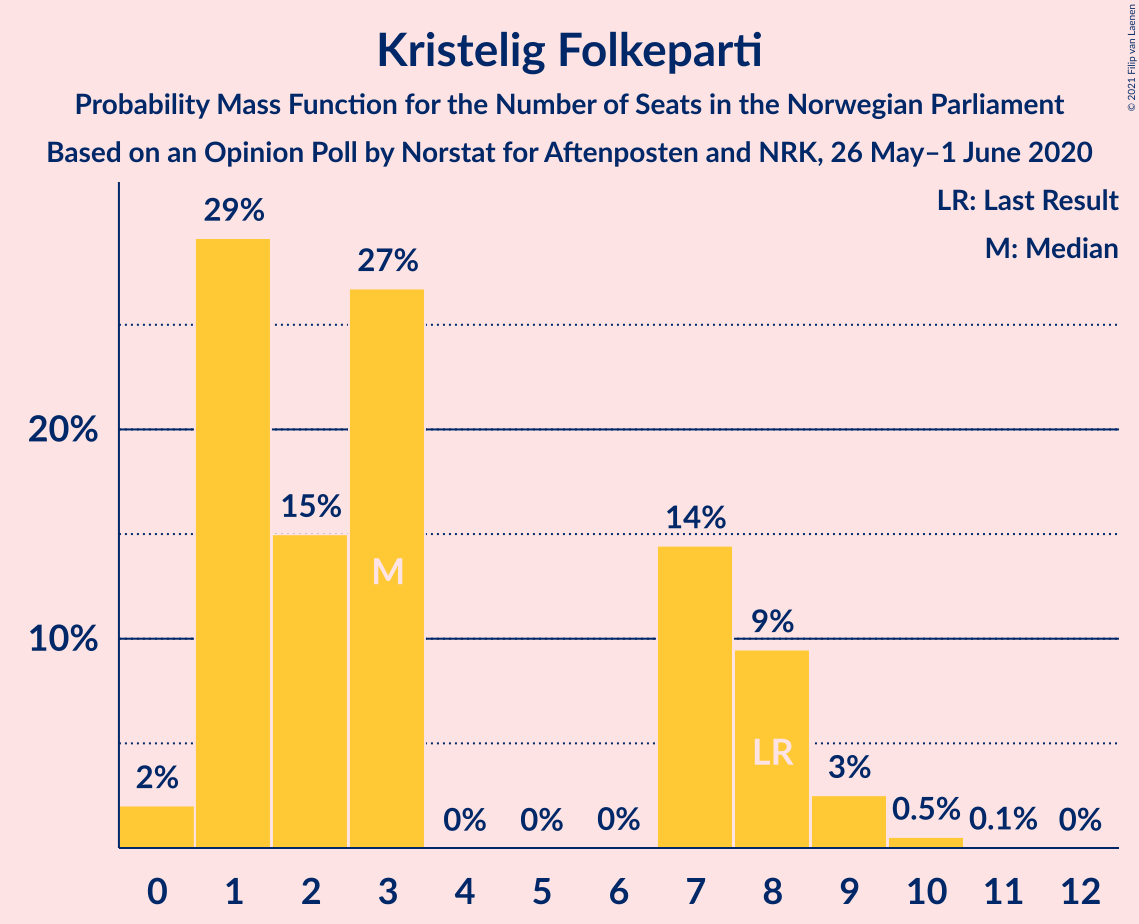 Kristelig Folkeparti
Probability Mass Function for the Number of Seats in the Norwegian Parliament
Based on an Opinion Poll by Norstat for Aftenposten and NRK, 26 May–1 June 2020
© 2021 Filip van Laenen
LR: Last Result
M: Median
29%
27%
20%
15%
14%
M
10%
9%
LR
2%
3%
0%
0%
0%
0.5%
0.1%
0%
0 1 2 3 4 5 6 7 8 9 10 11 12